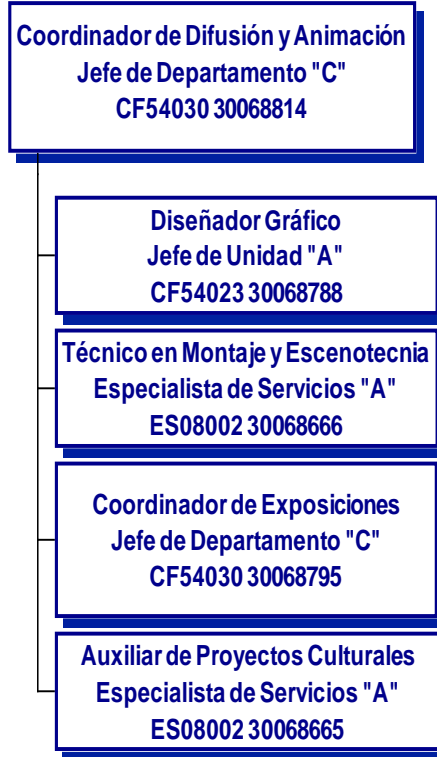 Coordinador de Difusión y Animación
Jefe de Departamento "C"
CF54030 30068814
Diseñador Gráfico
Jefe de Unidad "A"
CF54023 30068788
Técnico en Montaje y Escenotecnia
Especialista de Servicios "A"
ES08002 30068666
Coordinador de Exposiciones
Jefe de Departamento "C"
CF54030 30068795
Auxiliar de Proyectos Culturales
Especialista de Servicios "A"
ES08002 30068665